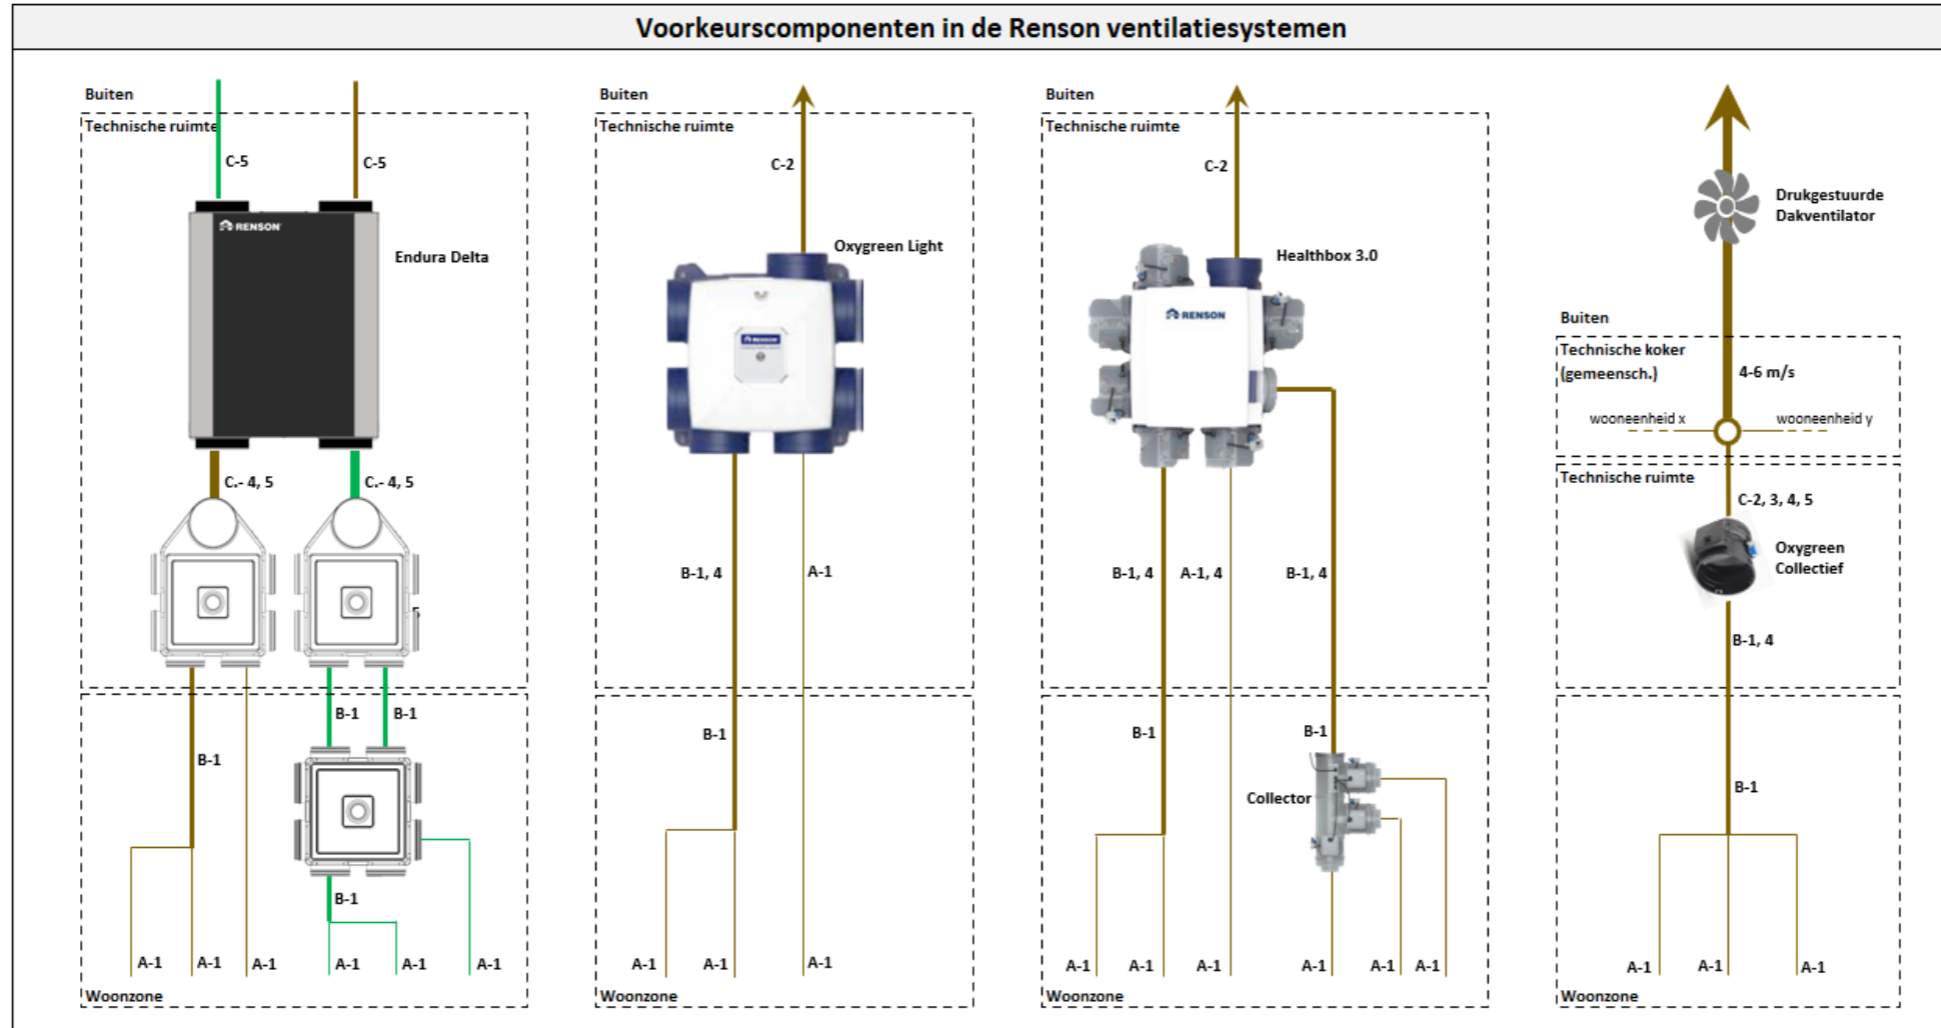 Voorkeurscomponenten in de Renson ventilatiesystemen
Buiten
Technische ruimte
C-5
C-5
RENSON
Endura Delta
C.- 4, 5
C.- 4, 5
5
B-1
B-1
B-1
B-1
A-1
A-1
A-1
A-1
A-1
A-1
Woonzone
Buiten
Technische ruimte
C-2
Oxygreen Light
RENSON
B-1, 4
A-1
B-1
A-1
A-1
A-1
Woonzone
Buiten
Technische ruimte
C-2
Healthbox 3.0
RENSON
B-1, 4
A-1, 4
B-1, 4
B-1
B-1
Collector
A-1
A-1
A-1
A-1
A-1
A-1
Woonzone
Drukgestuurde
Dakventilator
Buiten
Technische koker
(gemeensch.)
4-6 m/s
wooneenheid x
wooneenheid y
Technische ruimte
C-2, 3, 4, 5
Oxygreen
Collectief
B-1, 4
B-1
A-1
A-1
A-1
Woonzone